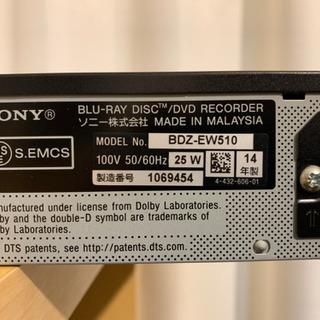 SONY®
BLU-RAY DISC™/DVD RECORDER
ソニー株式会社 MADE IN MALAYSIA
S.EMCS
MODEL No. BDZ-EW510
100V 50/60Hz 25 W 14年製
製造番号 1069454
4-432-606-01
nufactured under license from Dolby Laboratories.
by and the double-D symbol are trademarks of
by Laboratories.
DTS patents, see http://patents.dts.com.